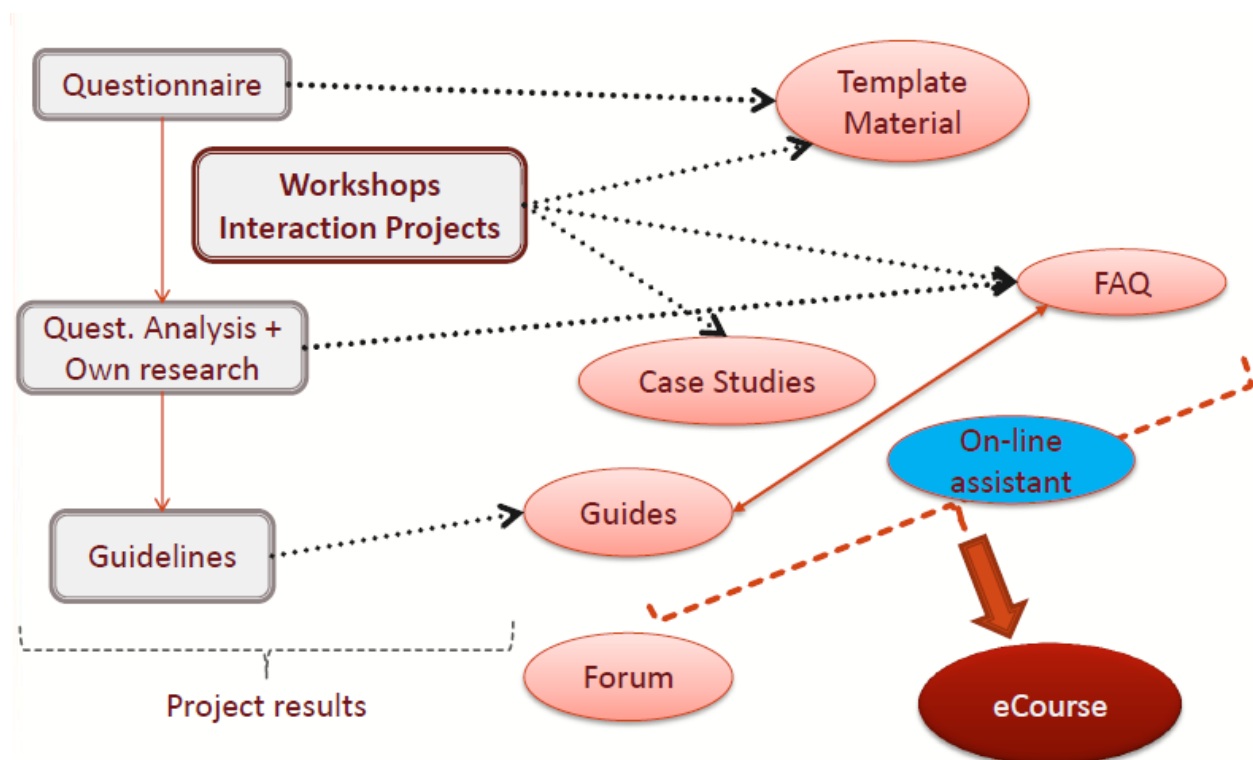 Questionnaire
Template
Material
Workshops
Interaction Projects
FAQ
Quest. Analysis +
Own research
Case Studies
On-line
assistant
Guides
Guidelines
Forum
Project results
eCourse